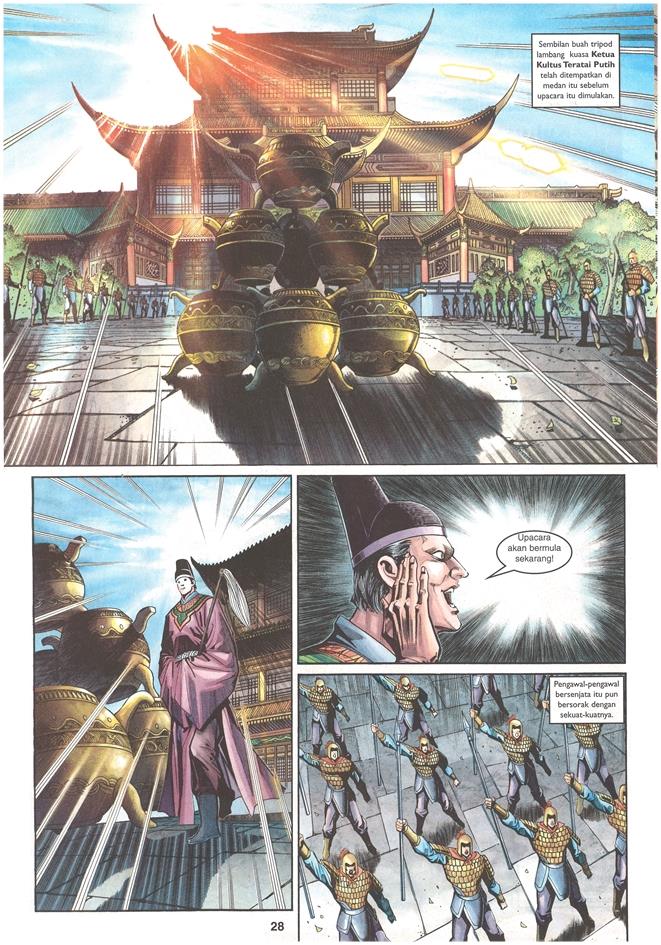 Sembilan buah tripod
lambang kuasa Ketua
Kultus Teratai Putih
telah ditempatkan di
medan itu sebelum
upacara itu dimulakan.
Upacara
akan bermula
sekarang!
Pengawal-pengawal
bersenjata itu pun
bersorak dengan
sekuat-kuatnya.
28